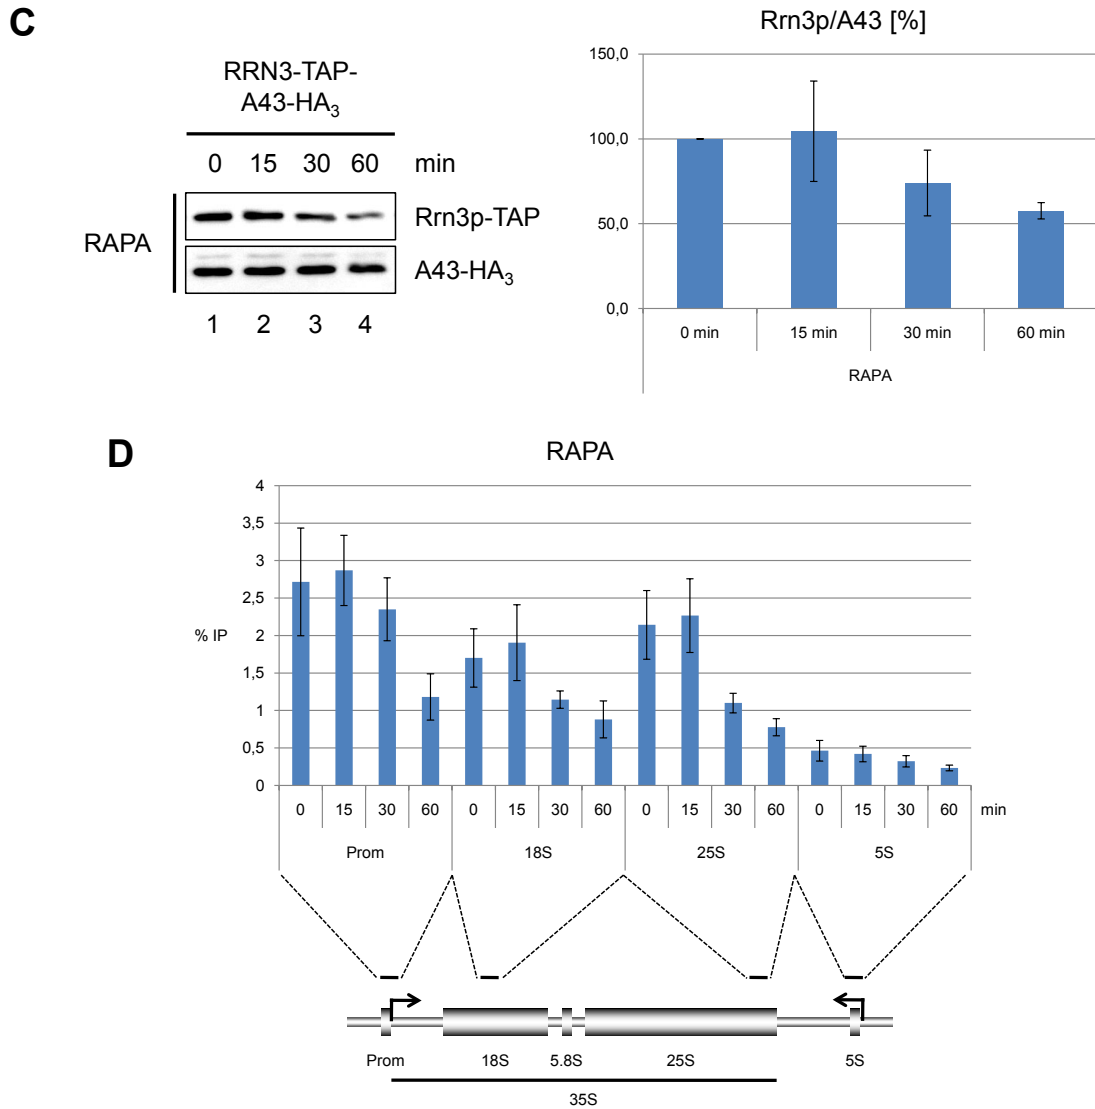 C
RRN3-TAP-
A43-HA₃
0 15 30 60 min
RAPA
Rrn3p-TAP
A43-HA₃
1 2 3 4
Rrn3p/A43 [%]
150,0
100,0
50,0
0,0
0 min 15 min 30 min 60 min
RAPA
D
RAPA
4
3,5
3
2,5
2
1,5
1
0,5
0
% IP
0 15 30 60 0 15 30 60 0 15 30 60 0 15 30 60 min
Prom 18S 25S 5S
Prom 18S 5.8S 25S 5S
35S